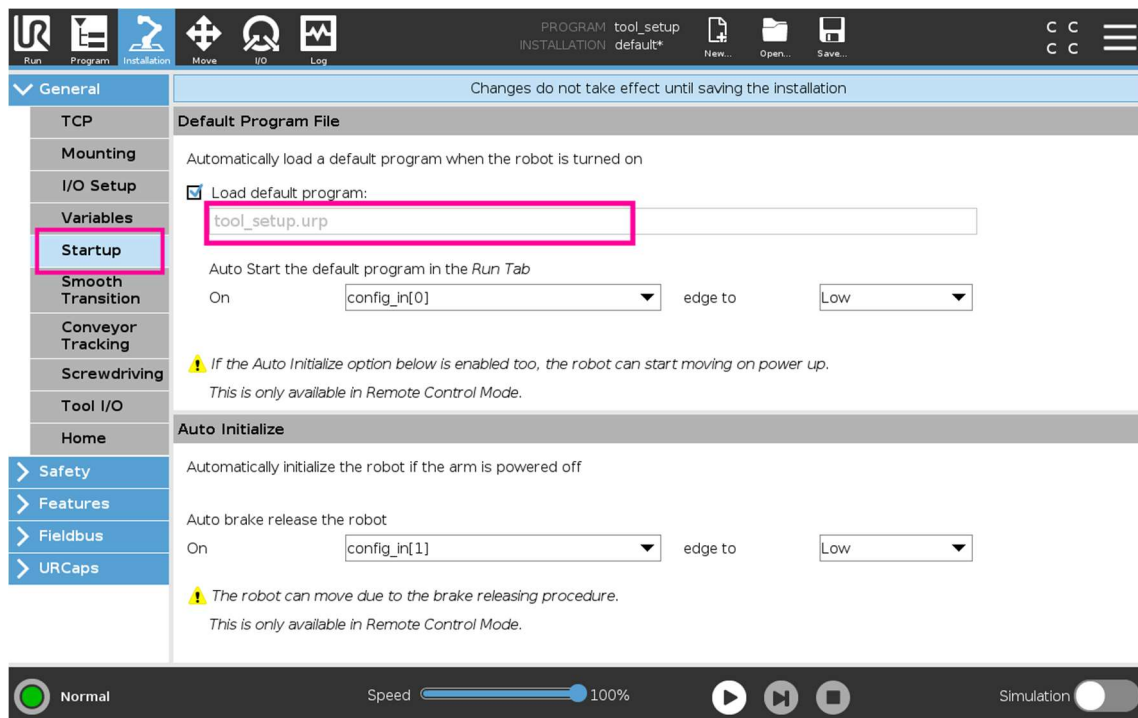 UR
PROGRAM tool_setup
INSTALLATION default*
C C
C C
Run Program Installation Move I/O Log New... Open... Save...
General
Changes do not take effect until saving the installation
TCP
Mounting
I/O Setup
Variables
Startup
Smooth
Transition
Conveyor
Tracking
Screwdriving
Tool I/O
Home
Safety
Features
Fieldbus
URCaps
Default Program File
Automatically load a default program when the robot is turned on
Load default program:
tool_setup.urp
Auto Start the default program in the Run Tab
On config_in[0] edge to Low
If the Auto Initialize option below is enabled too, the robot can start moving on power up.
This is only available in Remote Control Mode.
Auto Initialize
Automatically initialize the robot if the arm is powered off
Auto brake release the robot
On config_in[1] edge to Low
The robot can move due to the brake releasing procedure.
This is only available in Remote Control Mode.
Normal Speed 100% Simulation